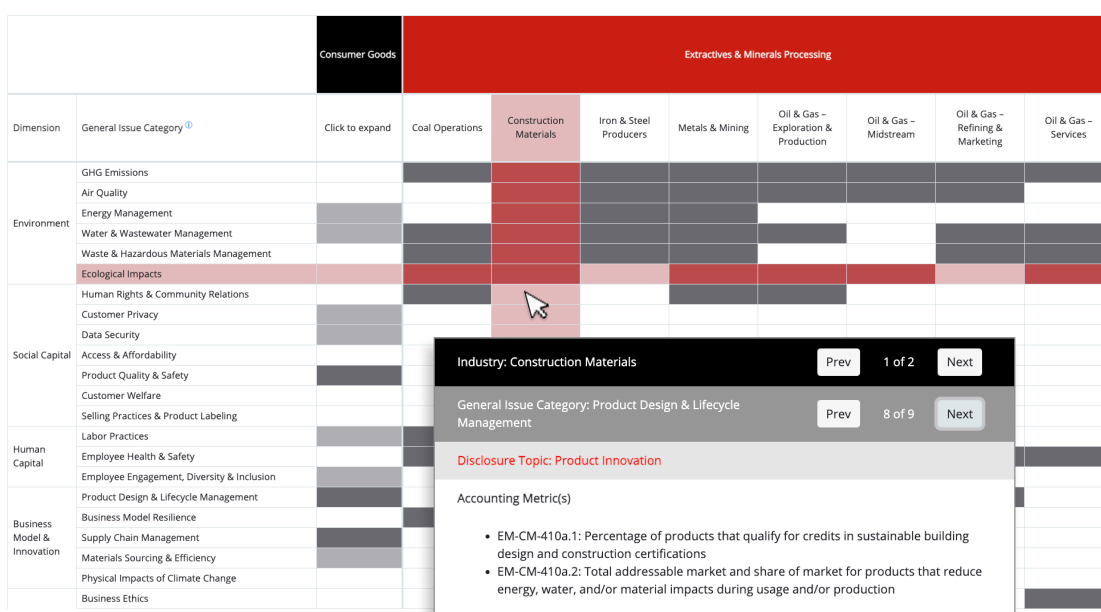 Consumer Goods
Extractives & Minerals Processing
Dimension
General Issue Category ⓘ
Click to expand
Coal Operations
Construction
Materials
Iron & Steel
Producers
Metals & Mining
Oil & Gas –
Exploration &
Production
Oil & Gas –
Midstream
Oil & Gas –
Refining &
Marketing
Oil & Gas –
Services
Environment
GHG Emissions
Air Quality
Energy Management
Water & Wastewater Management
Waste & Hazardous Materials Management
Ecological Impacts
Social Capital
Human Rights & Community Relations
Customer Privacy
Data Security
Access & Affordability
Product Quality & Safety
Customer Welfare
Selling Practices & Product Labeling
Human
Capital
Labor Practices
Employee Health & Safety
Employee Engagement, Diversity & Inclusion
Business
Model &
Innovation
Product Design & Lifecycle Management
Business Model Resilience
Supply Chain Management
Materials Sourcing & Efficiency
Physical Impacts of Climate Change
Business Ethics
Industry: Construction Materials
Prev
1 of 2
Next
General Issue Category: Product Design & Lifecycle
Management
Prev
8 of 9
Next
Disclosure Topic: Product Innovation
Accounting Metric(s)
• EM-CM-410a.1: Percentage of products that qualify for credits in sustainable building
design and construction certifications
• EM-CM-410a.2: Total addressable market and share of market for products that reduce
energy, water, and/or material impacts during usage and/or production